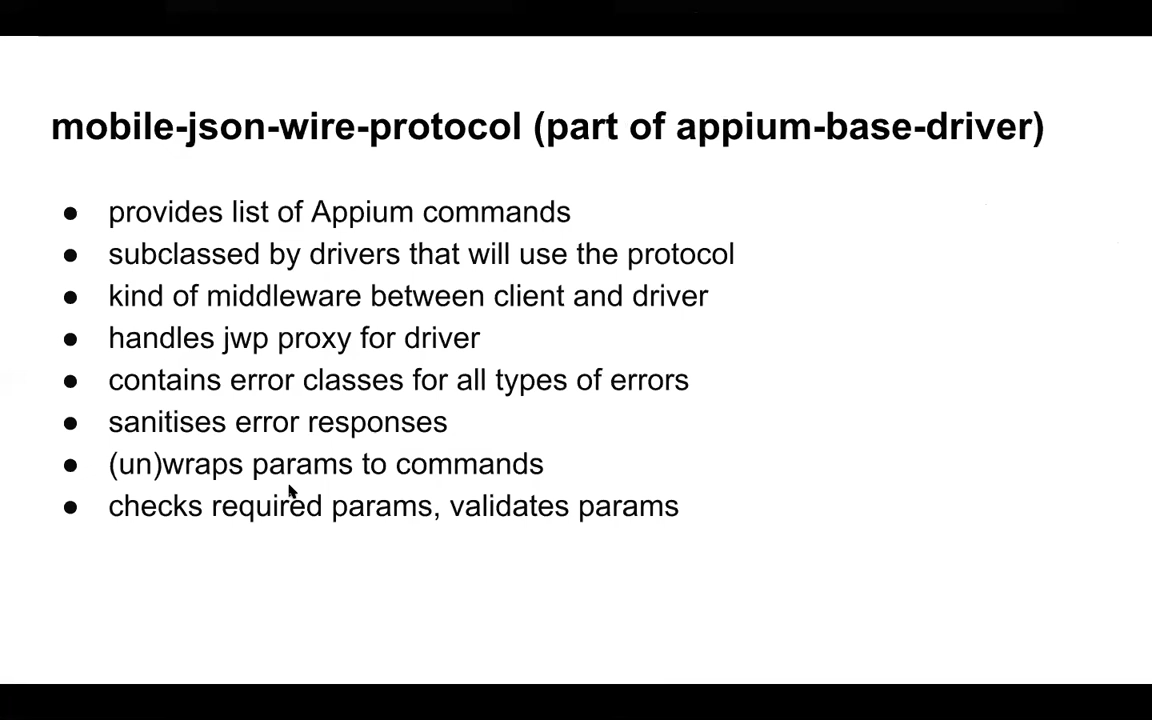 mobile-json-wire-protocol (part of appium-base-driver)
● provides list of Appium commands
● subclassed by drivers that will use the protocol
● kind of middleware between client and driver
● handles jwp proxy for driver
● contains error classes for all types of errors
● sanitises error responses
● (un)wraps params to commands
● checks required params, validates params